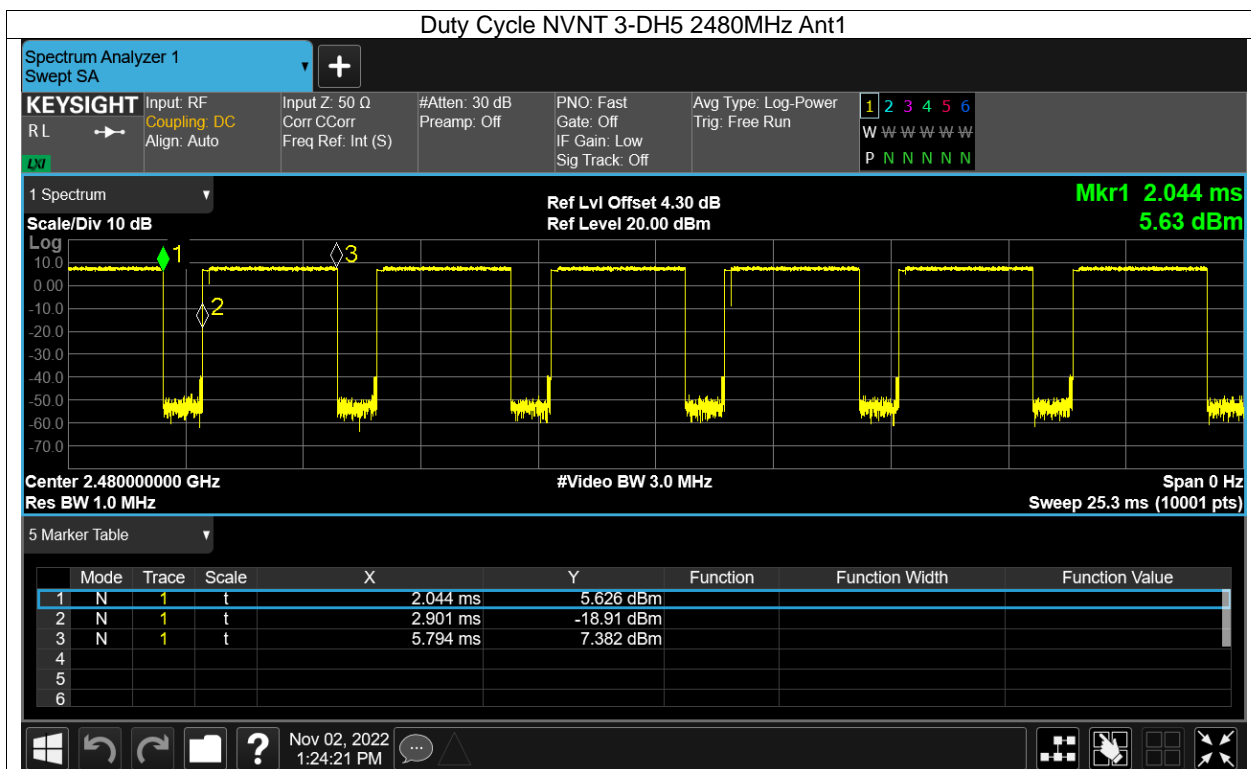 Duty Cycle NVNT 3-DH5 2480MHz Ant1
Spectrum Analyzer 1
Swept SA
KEYSIGHT Input: RF Input Z: 50 Ω #Atten: 30 dB PNO: Fast Avg Type: Log-Power 1 2 3 4 5 6
RL Coupling: DC Corr CCorr Preamp: Off Gate: Off Trig: Free Run W W W W W W
Align: Auto Freq Ref: Int (S) IF Gain: Low
LXI Sig Track: Off P N N N N N
1 Spectrum Ref Lvl Offset 4.30 dB Mkr1 2.044 ms
Scale/Div 10 dB Ref Level 20.00 dBm 5.63 dBm
Log
1 3
10.0
0.00
2
-10.0
-20.0
-30.0
-40.0
-50.0
-60.0
-70.0
Center 2.480000000 GHz #Video BW 3.0 MHz Span 0 Hz
Res BW 1.0 MHz Sweep 25.3 ms (10001 pts)
5 Marker Table
Mode Trace Scale X Y Function Function Width Function Value
1 N 1 t 2.044 ms 5.626 dBm
2 N 1 t 2.901 ms -18.91 dBm
3 N 1 t 5.794 ms 7.382 dBm
4
5
6
? Nov 02, 2022
1:24:21 PM